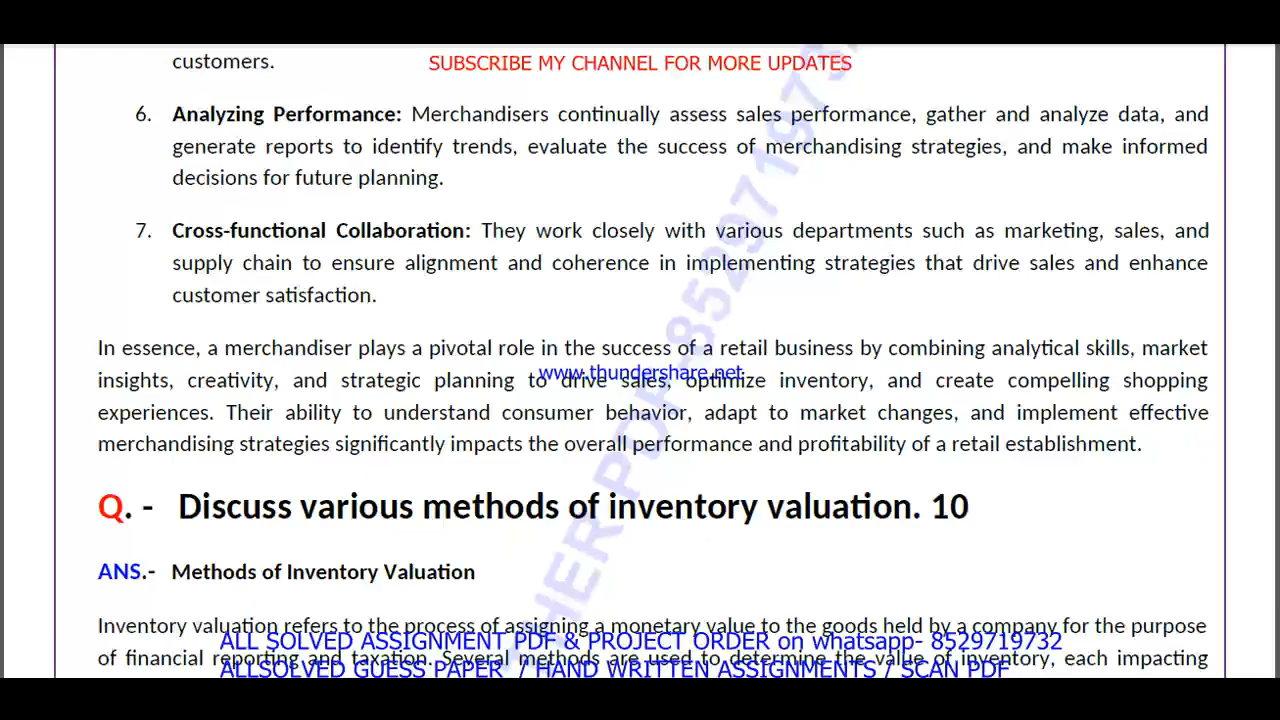 customers.
SUBSCRIBE MY CHANNEL FOR MORE UPDATES
6. Analyzing Performance: Merchandisers continually assess sales performance, gather and analyze data, and
generate reports to identify trends, evaluate the success of merchandising strategies, and make informed
decisions for future planning.
7. Cross-functional Collaboration: They work closely with various departments such as marketing, sales, and
supply chain to ensure alignment and coherence in implementing strategies that drive sales and enhance
customer satisfaction.
In essence, a merchandiser plays a pivotal role in the success of a retail business by combining analytical skills, market
www.thundershare.net
insights, creativity, and strategic planning to drive sales, optimize inventory, and create compelling shopping
experiences. Their ability to understand consumer behavior, adapt to market changes, and implement effective
merchandising strategies significantly impacts the overall performance and profitability of a retail establishment.
Q. - Discuss various methods of inventory valuation. 10
ANS.- Methods of Inventory Valuation
Inventory valuation refers to the process of assigning a monetary value to the goods held by a company for the purpose
ALL SOLVED ASSIGNMENT PDF & PROJECT ORDER on whatsapp- 8529719732
of financial reporting and taxation. Several methods are used to determine the value of inventory, each impacting
ALLSOLVED GUESS PAPER / HAND WRITTEN ASSIGNMENTS / SCAN PDF
HER PDF-852971973